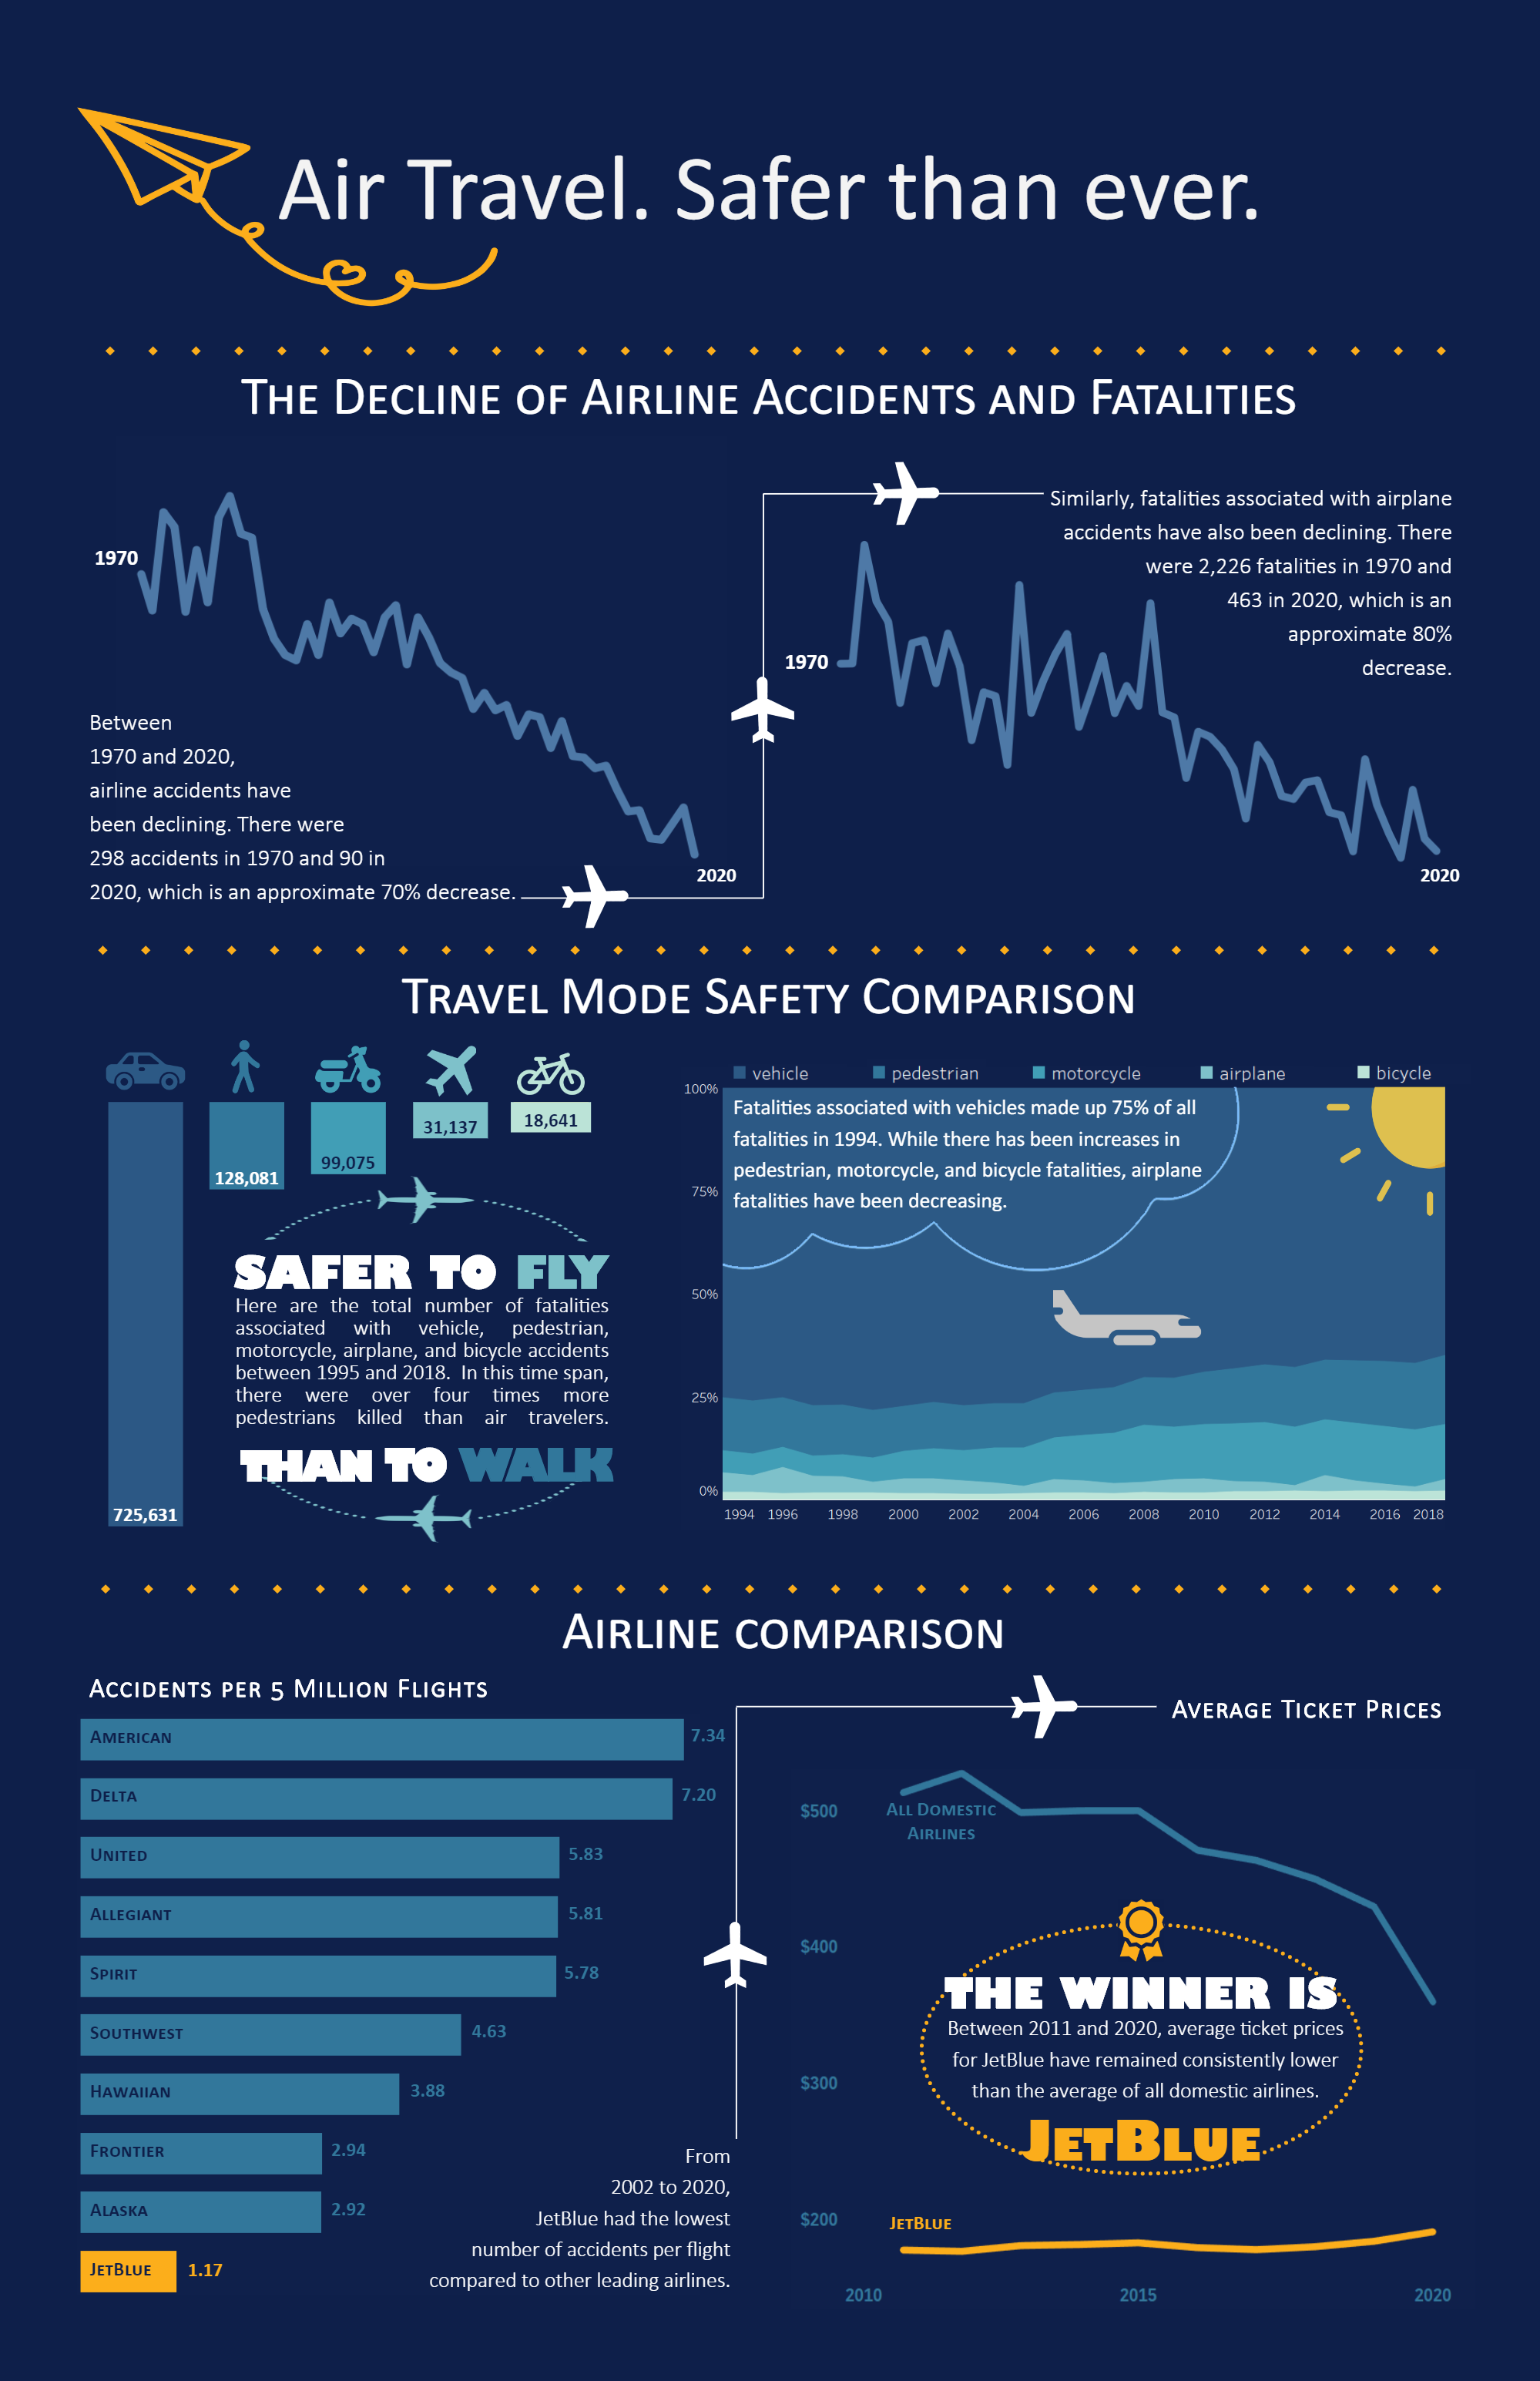 Air Travel. Safer than ever.
The Decline of Airline Accidents and Fatalities
1970
Between
1970 and 2020,
airline accidents have
been declining. There were
298 accidents in 1970 and 90 in
2020, which is an approximate 70% decrease.
2020
Similarly, fatalities associated with airplane
accidents have also been declining. There
were 2,226 fatalities in 1970 and
463 in 2020, which is an
approximate 80%
decrease.
1970
2020
Travel Mode Safety Comparison
725,631
128,081
99,075
31,137
18,641
SAFER TO FLY
Here are the total number of fatalities
associated with vehicle, pedestrian,
motorcycle, airplane, and bicycle accidents
between 1995 and 2018. In this time span,
there were over four times more
pedestrians killed than air travelers.
THAN TO WALK
vehicle pedestrian motorcycle airplane bicycle
Fatalities associated with vehicles made up 75% of all
fatalities in 1994. While there has been increases in
pedestrian, motorcycle, and bicycle fatalities, airplane
fatalities have been decreasing.
100%
75%
50%
25%
0%
1994 1996 1998 2000 2002 2004 2006 2008 2010 2012 2014 2016 2018
Airline comparison
Accidents per 5 Million Flights
American 7.34
Delta 7.20
United 5.83
Allegiant 5.81
Spirit 5.78
Southwest 4.63
Hawaiian 3.88
Frontier 2.94
Alaska 2.92
JetBlue 1.17
From
2002 to 2020,
JetBlue had the lowest
number of accidents per flight
compared to other leading airlines.
Average Ticket Prices
$500
$400
$300
$200
All Domestic
Airlines
THE WINNER IS
Between 2011 and 2020, average ticket prices
for JetBlue have remained consistently lower
than the average of all domestic airlines.
JetBlue
JetBlue
2010 2015 2020